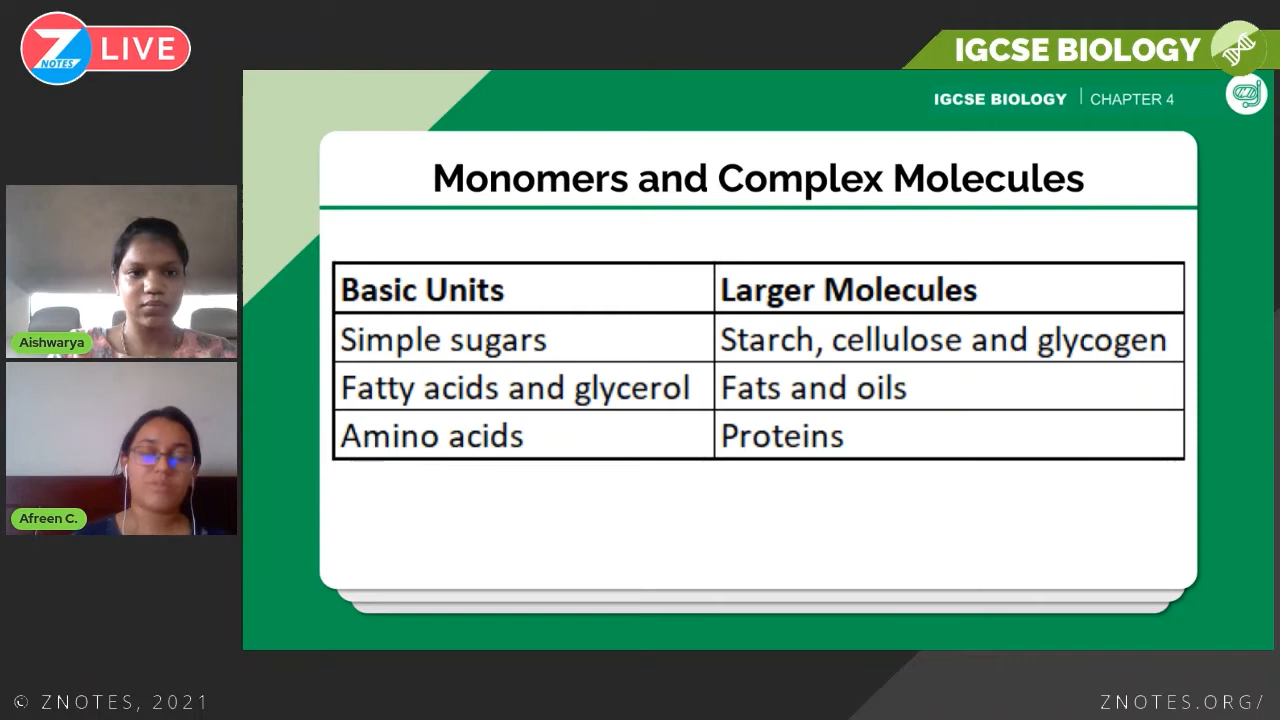 Z
NOTES
LIVE
IGCSE BIOLOGY
IGCSE BIOLOGY | CHAPTER 4
Monomers and Complex Molecules
Basic Units Larger Molecules
Simple sugars Starch, cellulose and glycogen
Fatty acids and glycerol Fats and oils
Amino acids Proteins
Aishwarya
Afreen C.
© ZNOTES, 2021
ZNOTES.ORG/